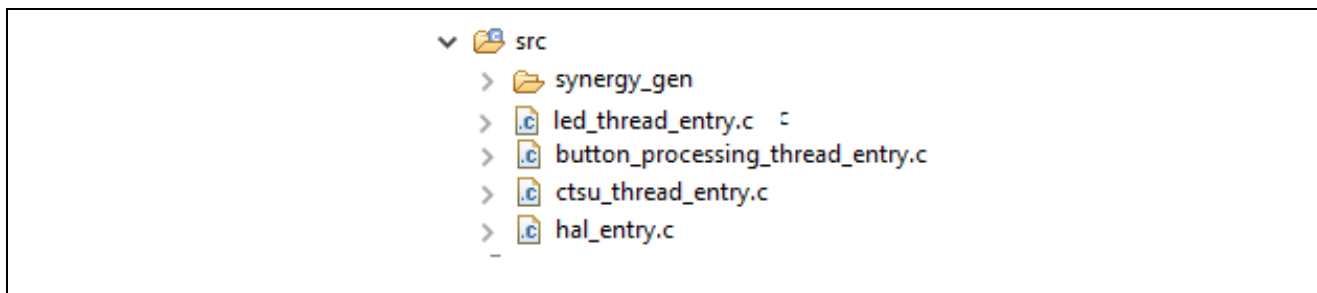 src
synergy_gen
led_thread_entry.c c
button_processing_thread_entry.c
ctsu_thread_entry.c
hal_entry.c